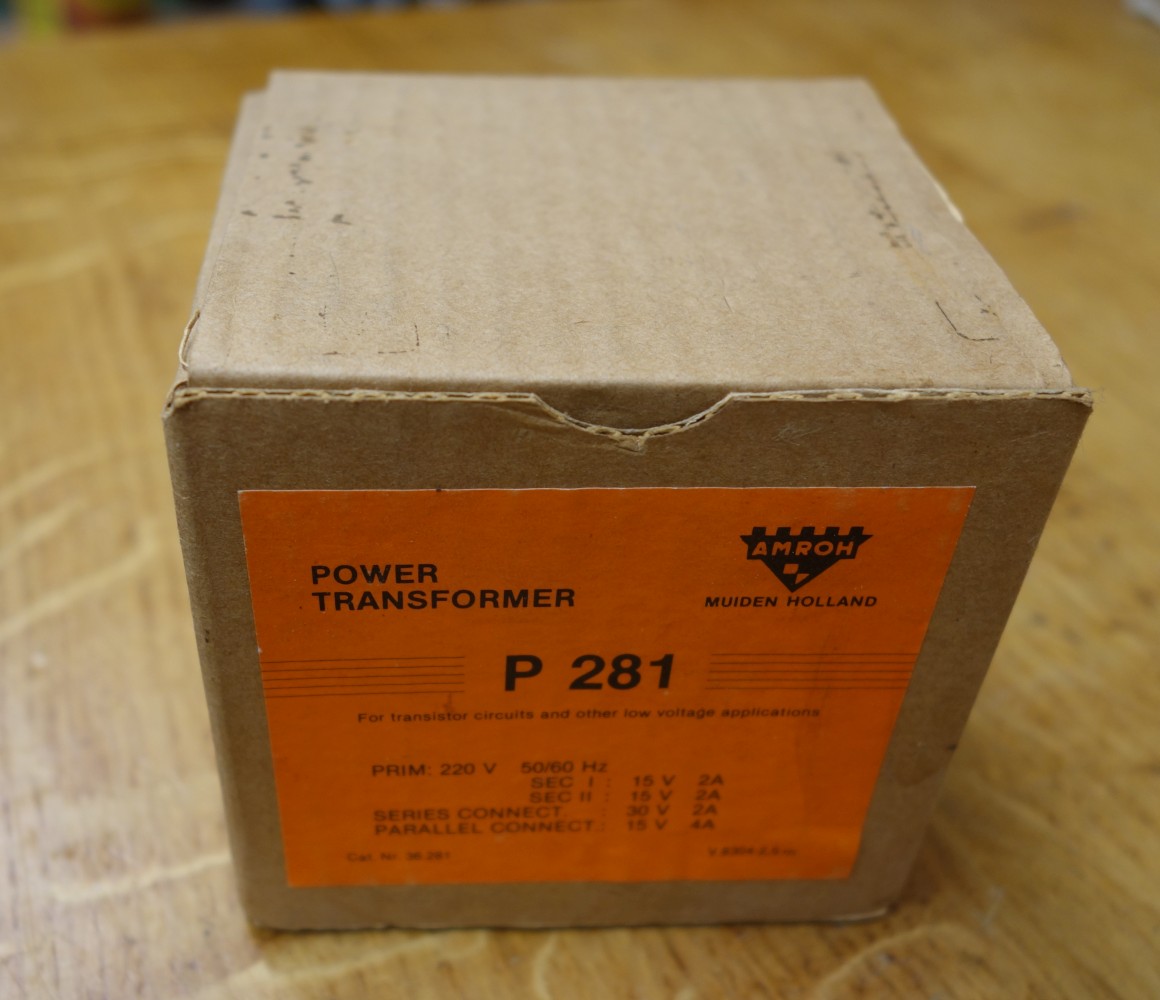 POWER
TRANSFORMER
AMROH
MUIDEN HOLLAND
P 281
For transistor circuits and other low voltage applications
PRIM: 220 V 50/60 Hz
SEC I : 15 V 2A
SEC II : 15 V 2A
SERIES CONNECT. : 30 V 2A
PARALLEL CONNECT.: 15 V 4A
Cat. Nr. 36-281